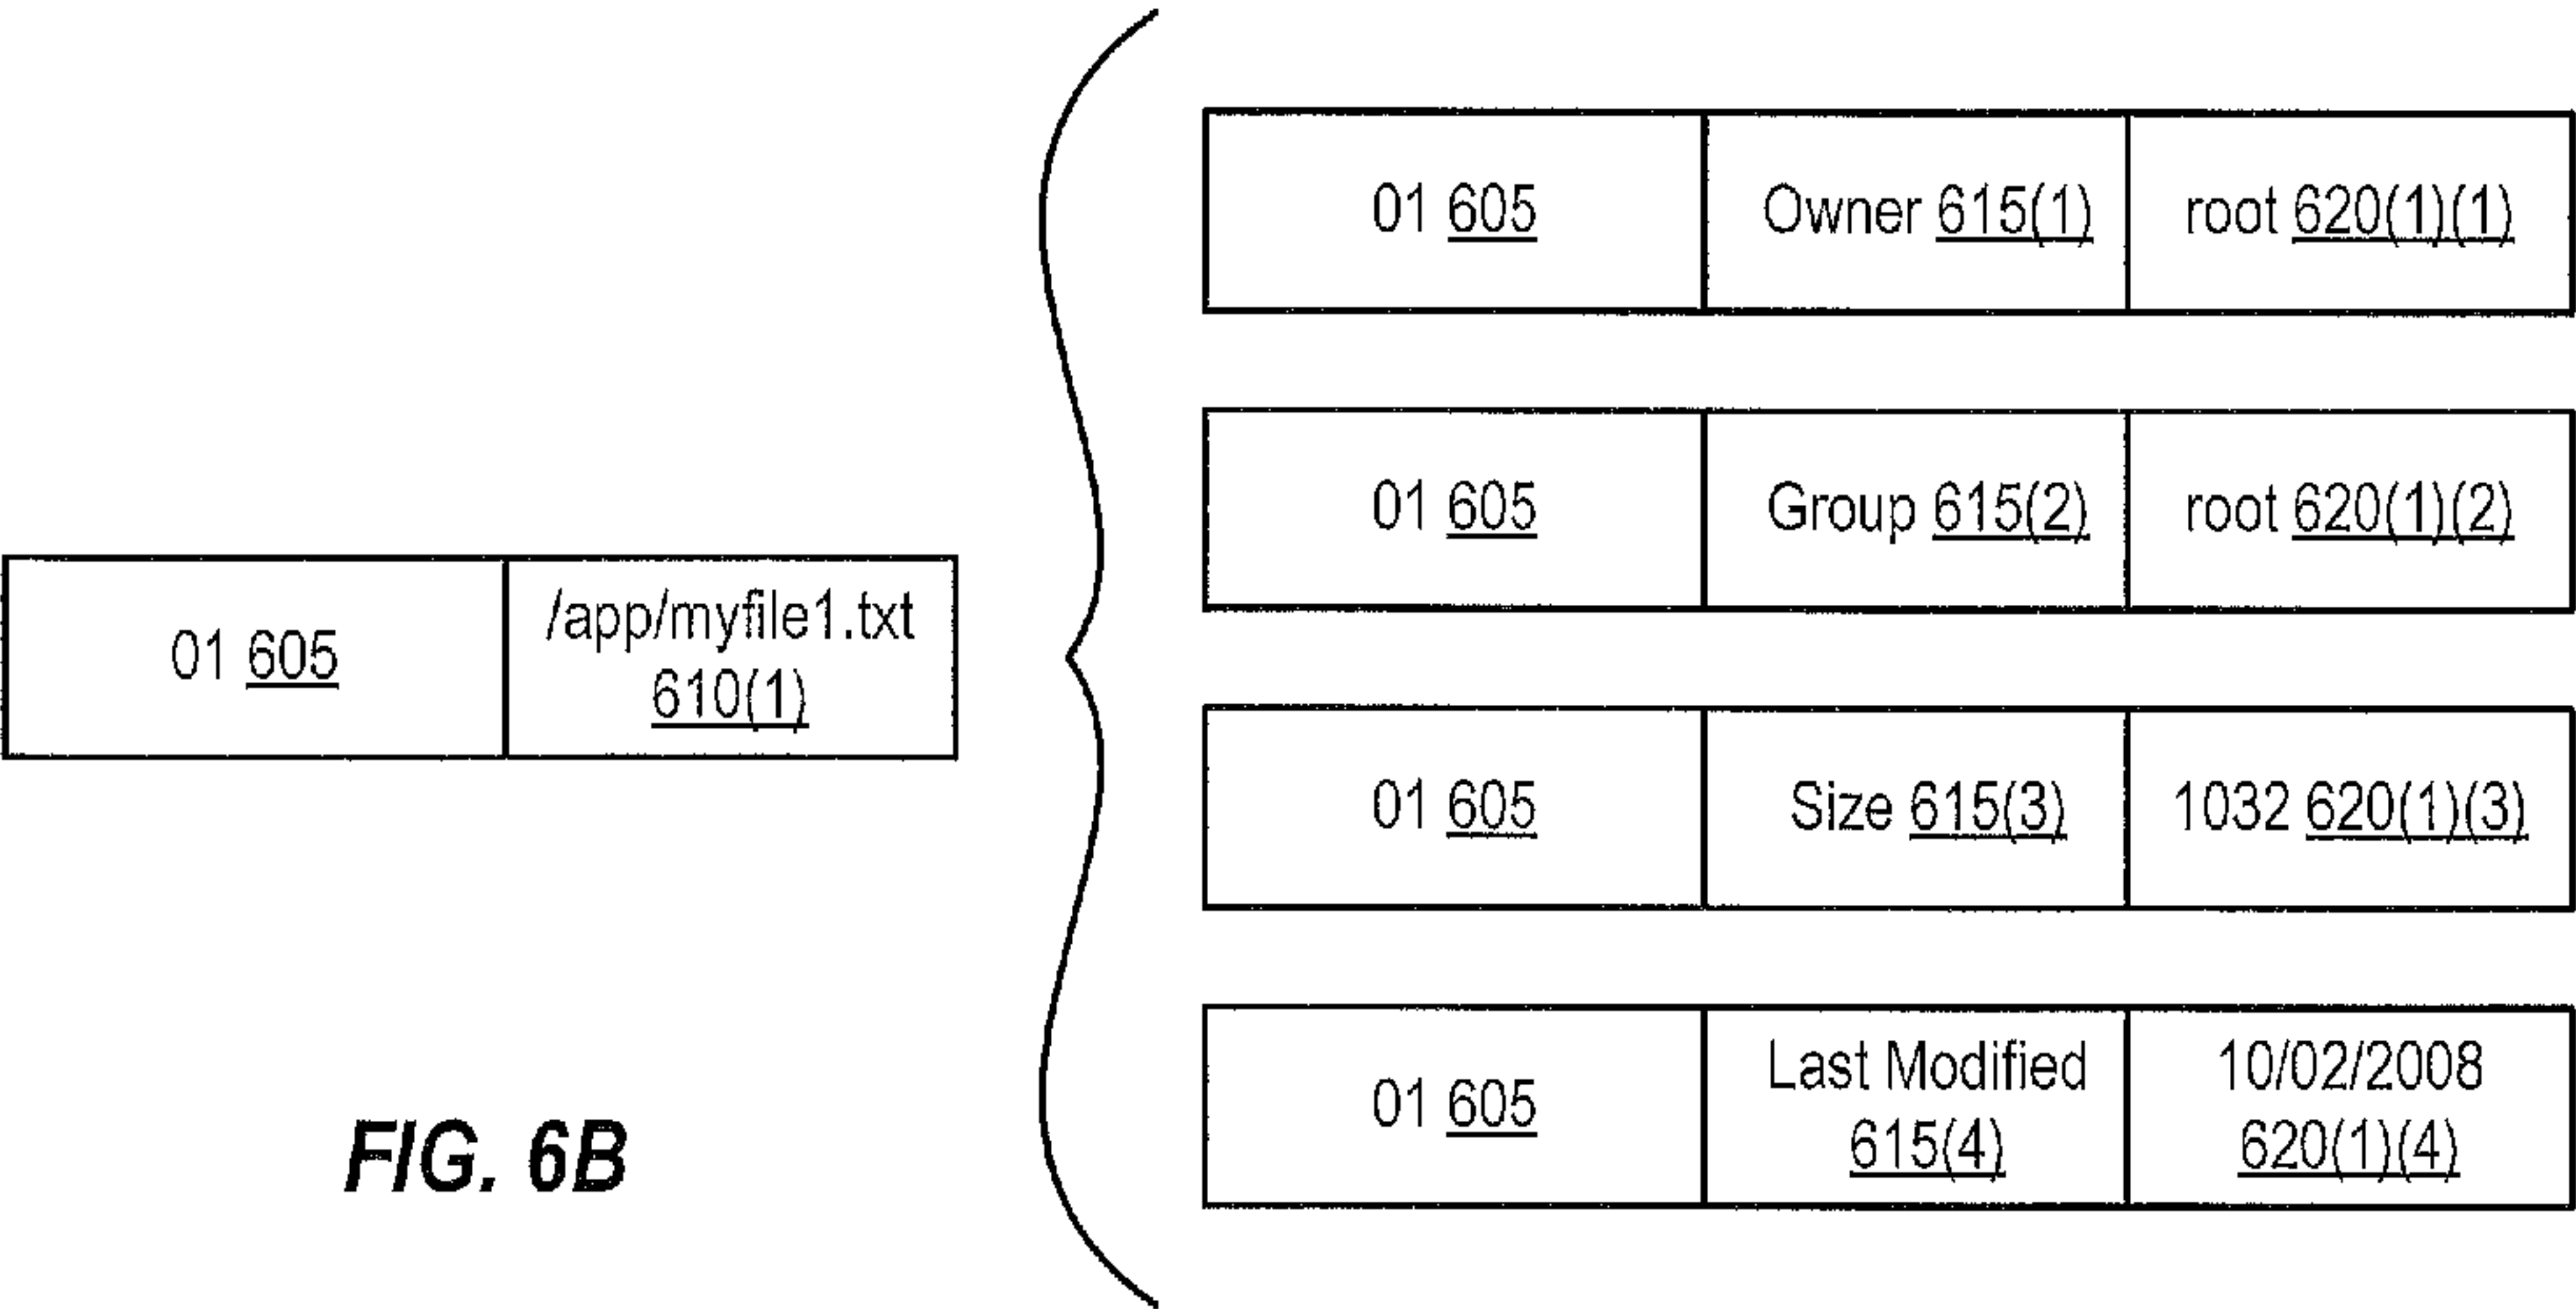 01 605
Owner 615(1)
root 620(1)(1)
01 605
Group 615(2)
root 620(1)(2)
01 605
/app/myfile1.txt
610(1)
01 605
Size 615(3)
1032 620(1)(3)
01 605
Last Modified
615(4)
10/02/2008
620(1)(4)
FIG. 6B